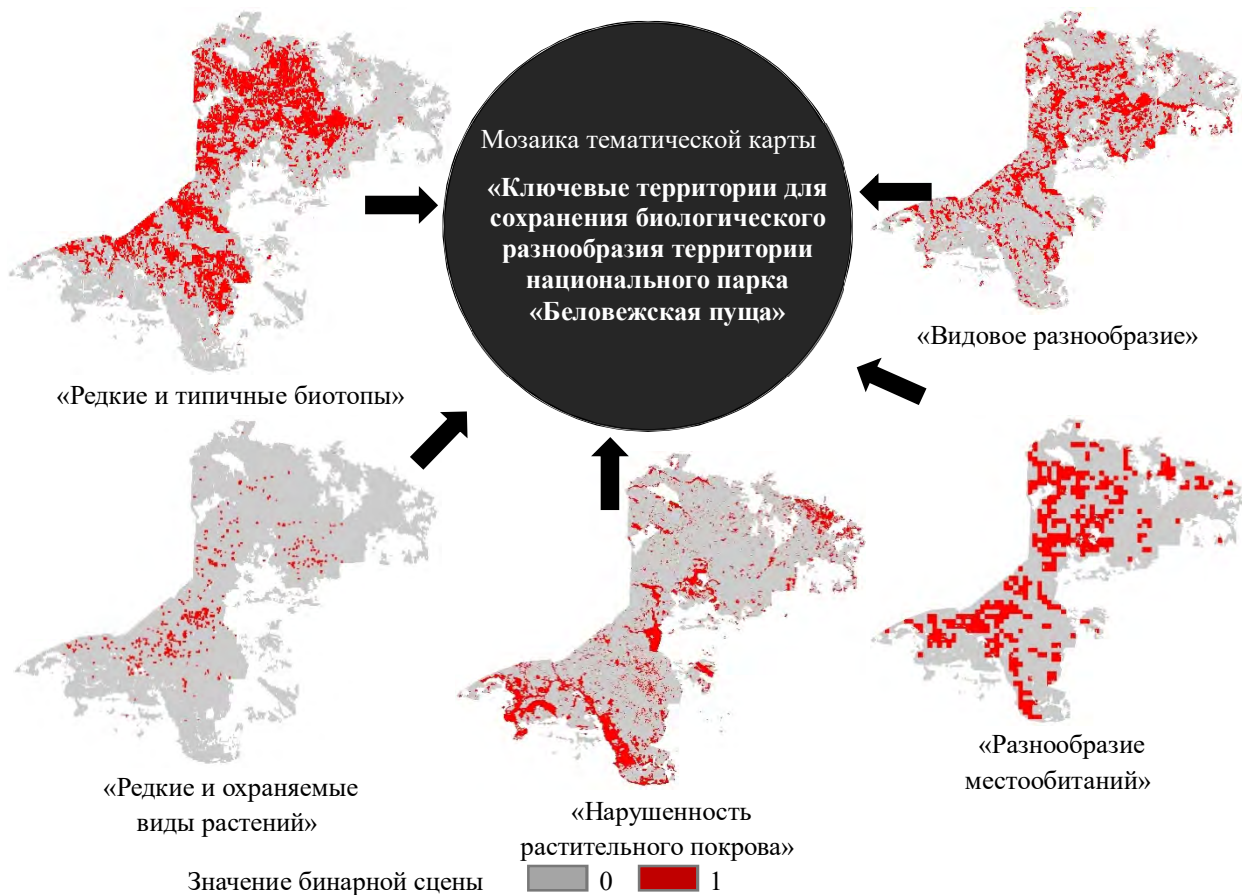 Мозаика тематической карты
«Ключевые территории для
сохранения биологического
разнообразия территории
национального парка
«Беловежская пуща»
«Видовое разнообразие»
«Редкие и типичные биотопы»
«Разнообразие
местообитаний»
«Редкие и охраняемые
виды растений»
«Нарушенность
растительного покрова»
Значение бинарной сцены 0 1